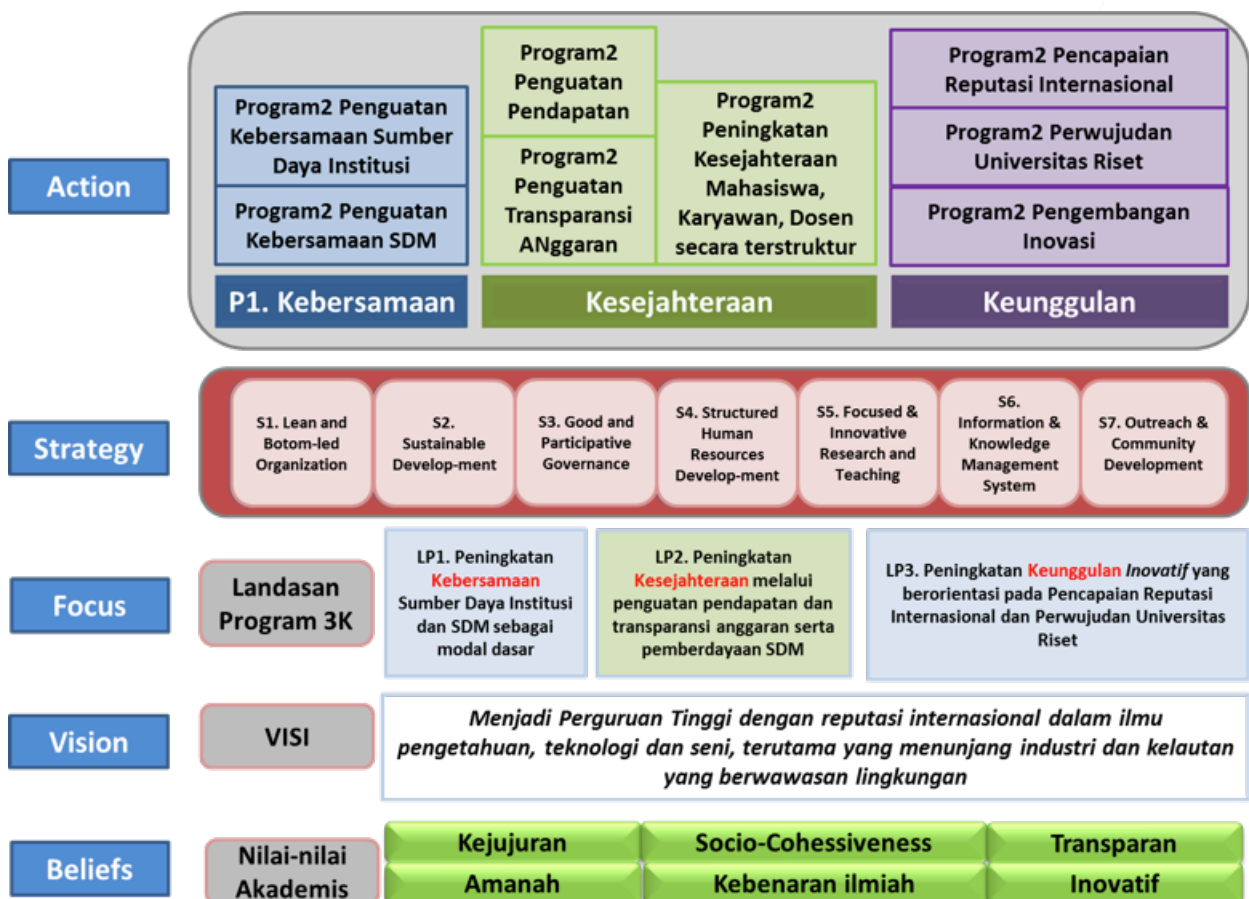 Action
Program2 Penguatan
Kebersamaan Sumber
Daya Institusi
Program2 Penguatan
Kebersamaan SDM
P1. Kebersamaan
Program2
Penguatan
Pendapatan
Program2
Penguatan
Transparansi
ANggaran
Program2
Peningkatan
Kesejahteraan
Mahasiswa,
Karyawan, Dosen
secara terstruktur
Kesejahteraan
Program2 Pencapaian
Reputasi Internasional
Program2 Perwujudan
Universitas Riset
Program2 Pengembangan
Inovasi
Keunggulan
Strategy
S1. Lean and
Botom-led
Organization
S2.
Sustainable
Develop-ment
S3. Good and
Participative
Governance
S4. Structured
Human
Resources
Develop-ment
S5. Focused &
Innovative
Research and
Teaching
S6.
Information &
Knowledge
Management
System
S7. Outreach &
Community
Development
Focus
Landasan
Program 3K
LP1. Peningkatan
Kebersamaan
Sumber Daya Institusi
dan SDM sebagai
modal dasar
LP2. Peningkatan
Kesejahteraan melalui
penguatan pendapatan dan
transparansi anggaran serta
pemberdayaan SDM
LP3. Peningkatan Keunggulan Inovatif yang
berorientasi pada Pencapaian Reputasi
Internasional dan Perwujudan Universitas
Riset
Vision
VISI
Menjadi Perguruan Tinggi dengan reputasi internasional dalam ilmu
pengetahuan, teknologi dan seni, terutama yang menunjang industri dan kelautan
yang berwawasan lingkungan
Beliefs
Nilai-nilai
Akademis
Kejujuran
Socio-Cohessiveness
Transparan
Amanah
Kebenaran ilmiah
Inovatif